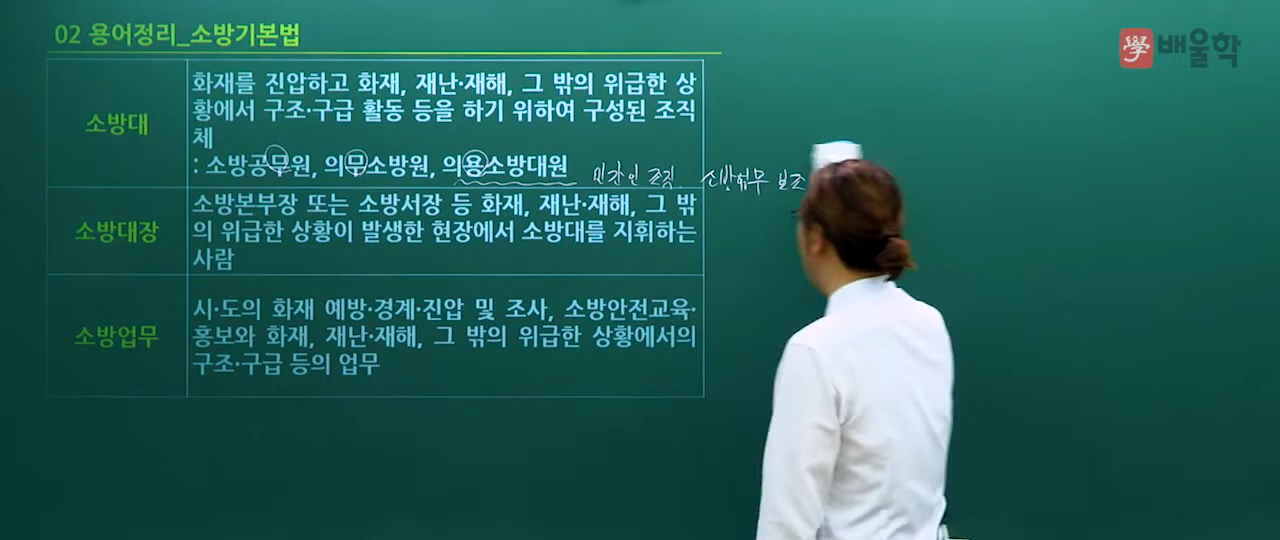 02 용어정리_소방기본법
學 배울학
소방대
화재를 진압하고 화재, 재난·재해, 그 밖의 위급한 상
황에서 구조·구급 활동 등을 하기 위하여 구성된 조직
체
: 소방공무원, 의무소방원, 의용소방대원
민간인 조직. 소방업무 보조
소방대장
소방본부장 또는 소방서장 등 화재, 재난·재해, 그 밖
의 위급한 상황이 발생한 현장에서 소방대를 지휘하는
사람
소방업무
시·도의 화재 예방·경계·진압 및 조사, 소방안전교육·
홍보와 화재, 재난·재해, 그 밖의 위급한 상황에서의
구조·구급 등의 업무